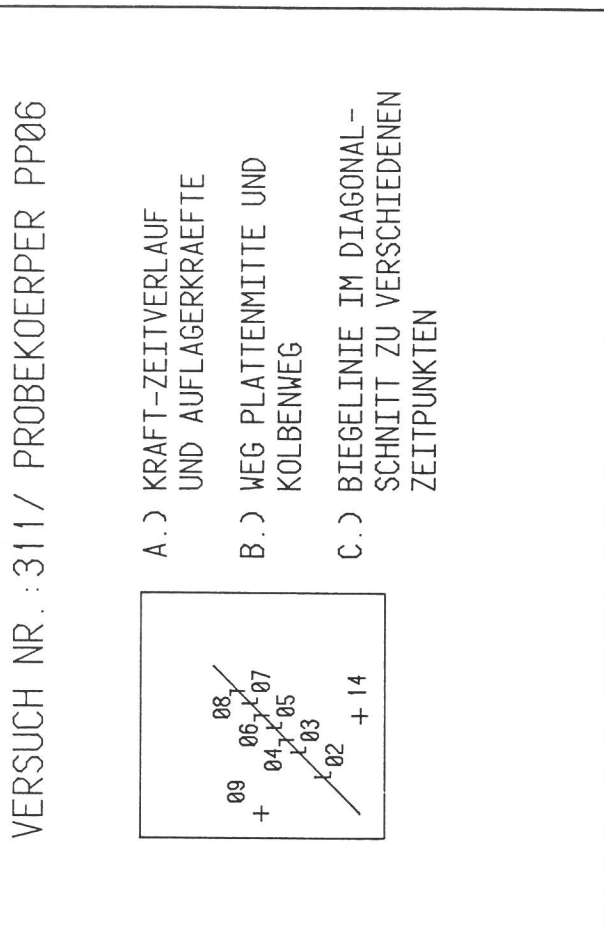 VERSUCH NR.:311/ PROBEKOERPER PP06
A.) KRAFT-ZEITVERLAUF
UND AUFLAGERKRAEFTE
B.) WEG PLATTENMITTE UND
KOLBENWEG
C.) BIEGELINIE IM DIAGONAL-
SCHNITT ZU VERSCHIEDENEN
ZEITPUNKTEN
09
08
07
06
05
04
03
02
14